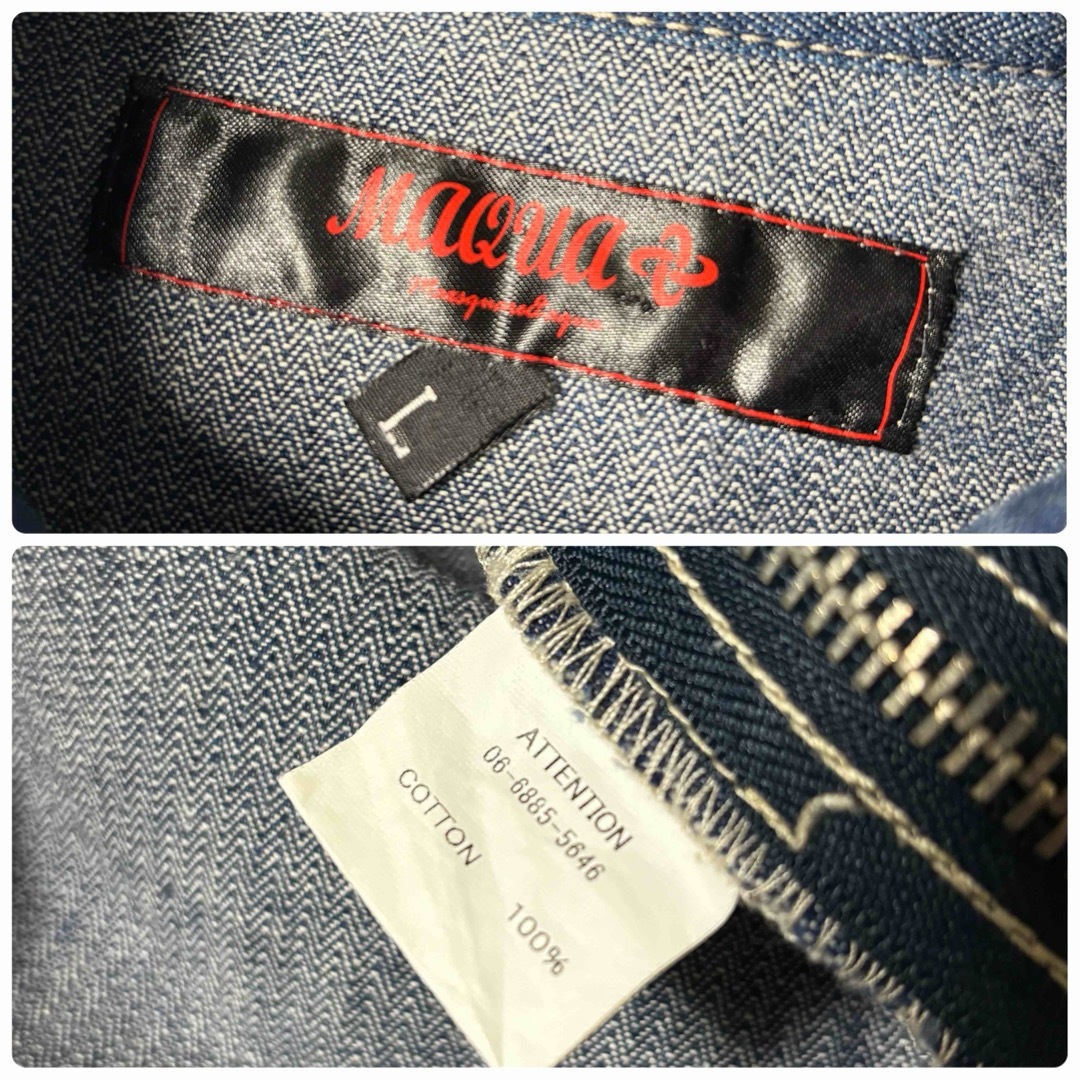 MAQUA
L
ATTENTION
06-6885-5646
COTTON 100%